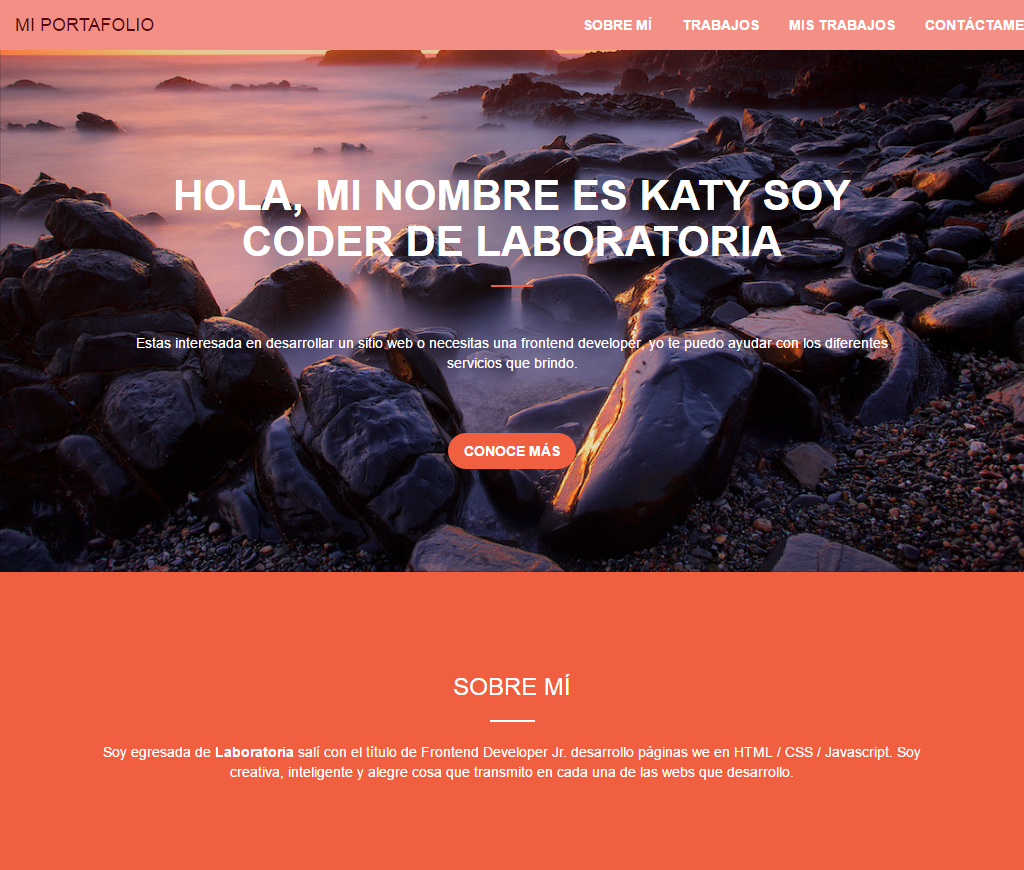 MI PORTAFOLIO
SOBRE MÍ TRABAJOS MIS TRABAJOS CONTÁCTAME
HOLA, MI NOMBRE ES KATY SOY
CODER DE LABORATORIA
Estas interesada en desarrollar un sitio web o necesitas una frontend developer, yo te puedo ayudar con los diferentes
servicios que brindo.
CONOCE MÁS
SOBRE MÍ
Soy egresada de Laboratoria salí con el título de Frontend Developer Jr. desarrollo páginas we en HTML / CSS / Javascript. Soy
creativa, inteligente y alegre cosa que transmito en cada una de las webs que desarrollo.